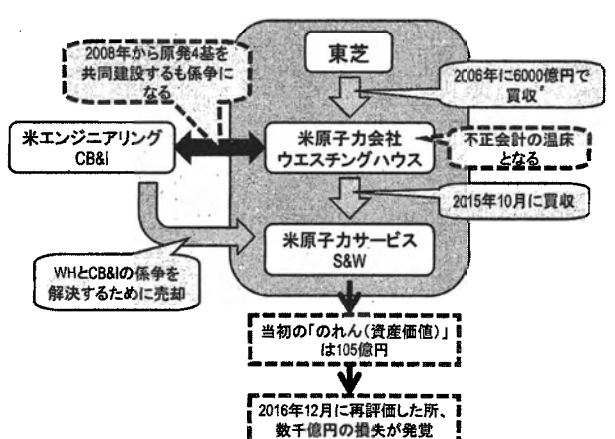 東芝
2008年から原発4基を
共同建設するも係争に
なる
2006年に6000億円で
買収
米エンジニアリング
CB&I
米原子力会社
ウエスチングハウス
不正会計の温床
となる
2015年10月に買収
米原子力サービス
S&W
WHとCB&Iの係争を
解決するために売却
当初の「のれん(資産価値)」
は105億円
2016年12月に再評価した所、
数千億円の損失が発覚